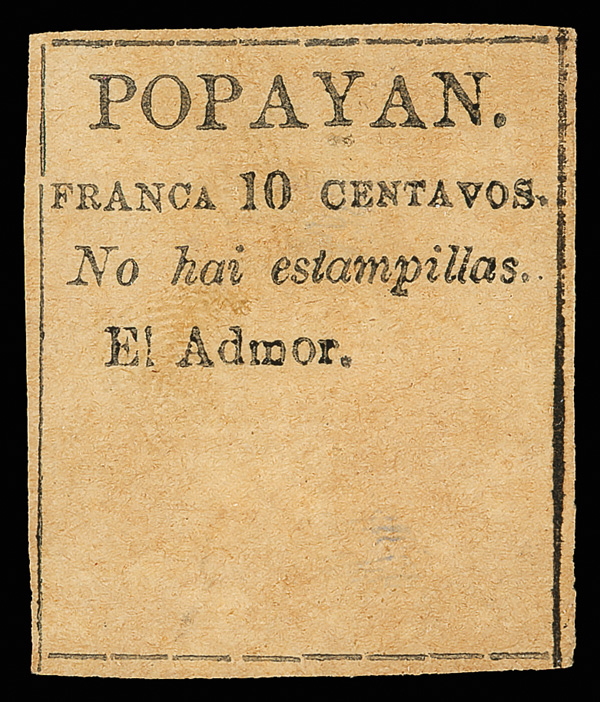 POPAYAN.
FRANCA 10 CENTAVOS.
No hai estampillas.
El Admor.